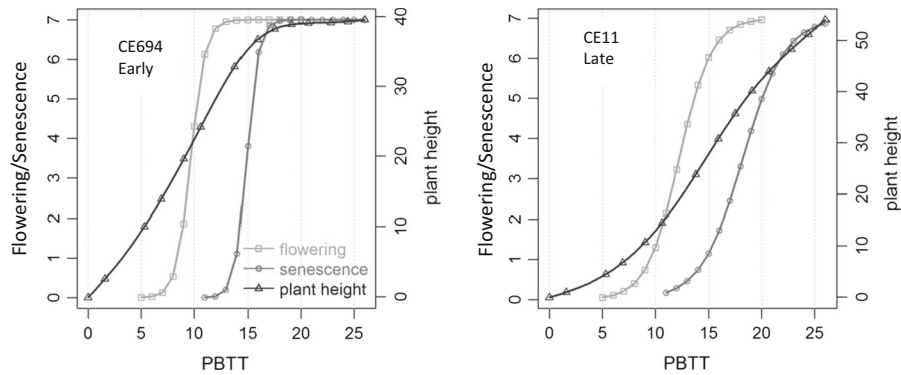 CE694
Early
Flowering/Senescence
7
6
5
4
3
2
1
0
0 5 10 15 20 25
PBTT
40
30
20
10
0
plant height
flowering
senescence
plant height
CE11
Late
Flowering/Senescence
7
6
5
4
3
2
1
0
0 5 10 15 20 25
PBTT
50
40
30
20
10
0
plant height